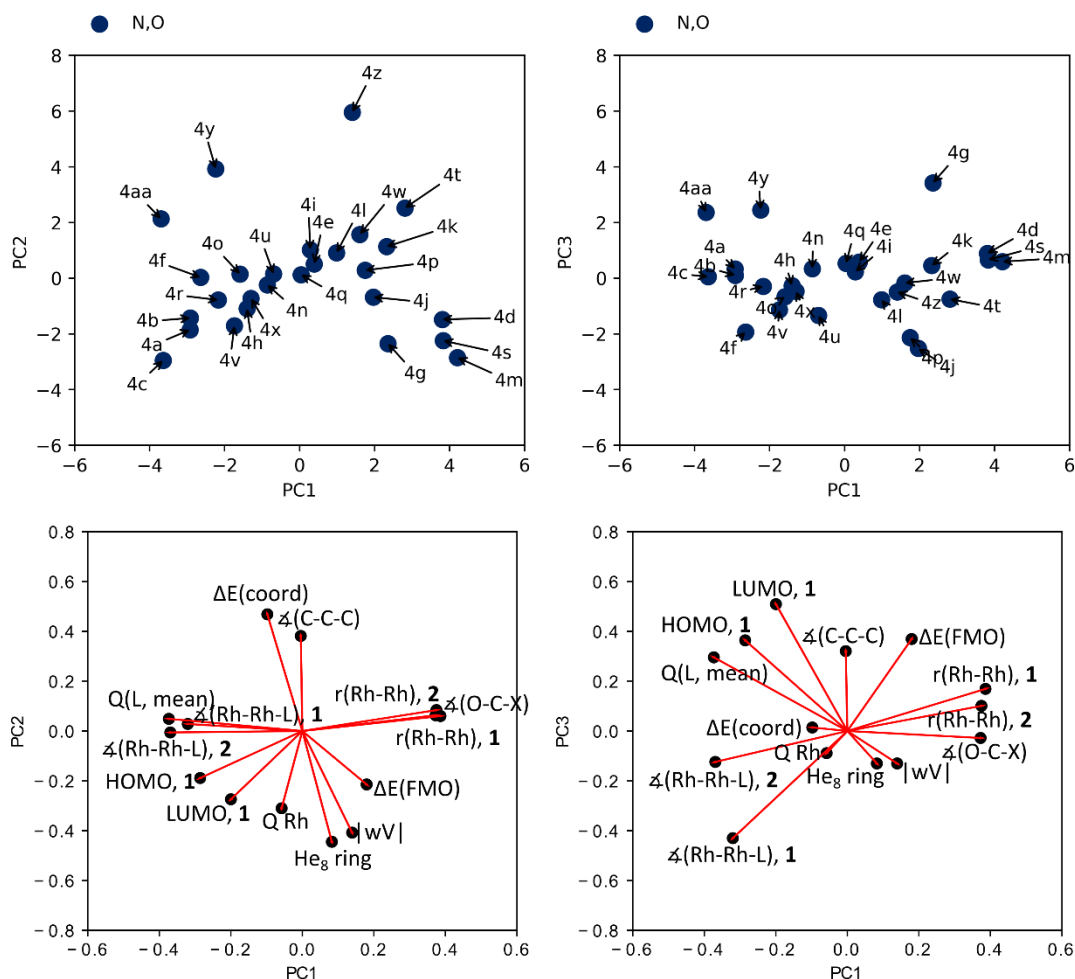 N,O
8
6
4
2
0
−2
−4
−6
PC2
4z
4y
4aa
4t
4i
4w
4e
4l
4k
4o
4u
4f
4p
4q
4r
4n
4j
4b
4x
4d
4a
4v
4h
4s
4c
4g
4m
−6
−4
−2
0
2
4
6
PC1
N,O
8
6
4
2
0
−2
−4
−6
PC3
4g
4aa
4y
4d
4q
4e
4n
4i
4k
4s
4a
4h
4m
4b
4c
4w
4r
4z
4t
4o
4x
4l
4v
4u
4f
4p
4j
−6
−4
−2
0
2
4
6
PC1
0.8
0.6
0.4
0.2
0.0
−0.2
−0.4
−0.6
−0.8
PC2
ΔE(coord)
∡(C-C-C)
Q(L, mean)
∡(Rh-Rh-L), 1
r(Rh-Rh), 2
∡(O-C-X)
∡(Rh-Rh-L), 2
r(Rh-Rh), 1
HOMO, 1
ΔE(FMO)
LUMO, 1
Q Rh
|wV|
He₈ ring
−0.6
−0.4
−0.2
0.0
0.2
0.4
0.6
PC1
0.8
0.6
0.4
0.2
0.0
−0.2
−0.4
−0.6
−0.8
PC3
LUMO, 1
HOMO, 1
∡(C-C-C)
ΔE(FMO)
Q(L, mean)
r(Rh-Rh), 1
ΔE(coord)
r(Rh-Rh), 2
Q Rh
∡(O-C-X)
∡(Rh-Rh-L), 2
He₈ ring
|wV|
∡(Rh-Rh-L), 1
−0.6
−0.4
−0.2
0.0
0.2
0.4
0.6
PC1